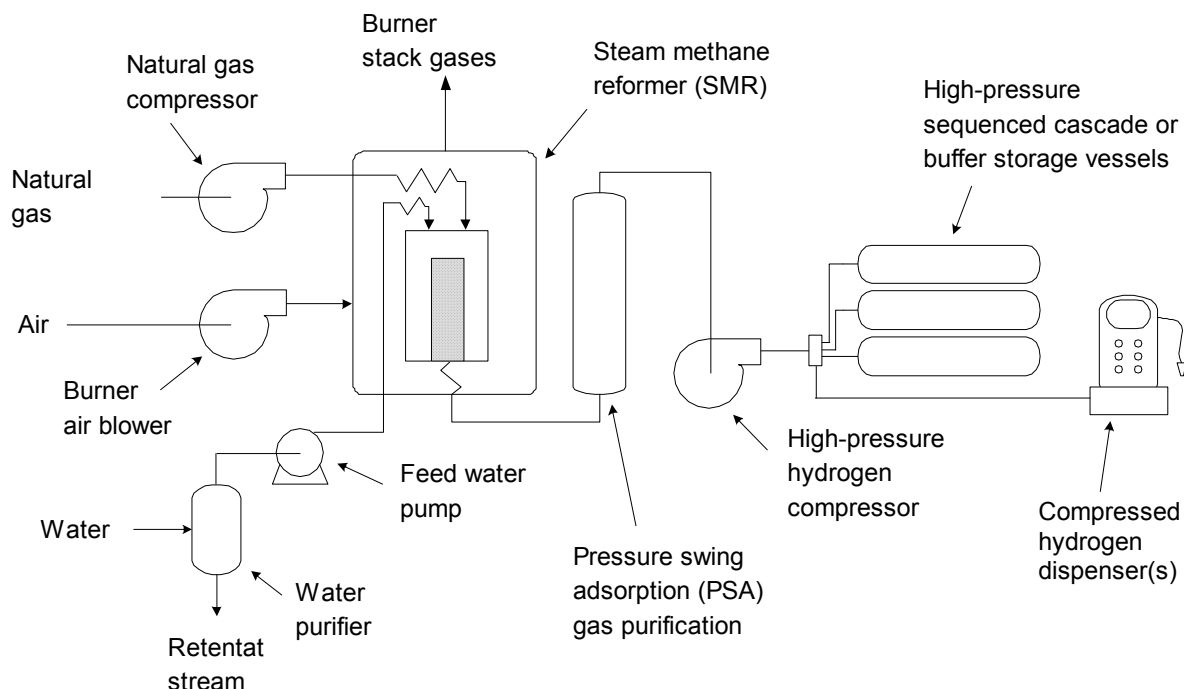 Burner
stack gases
Steam methane
reformer (SMR)
Natural gas
compressor
High-pressure
sequenced cascade or
buffer storage vessels
Natural
gas
Air
Burner
air blower
Feed water
pump
High-pressure
hydrogen
compressor
Water
Compressed
hydrogen
dispenser(s)
Pressure swing
adsorption (PSA)
gas purification
Water
purifier
Retentat
stream